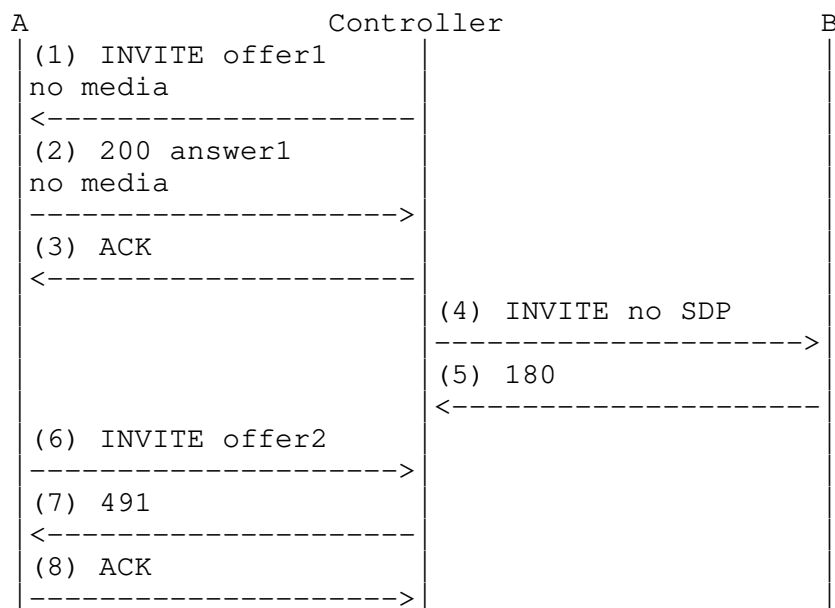 A Controller B
(1) INVITE offer1
no media
(2) 200 answer1
no media
(3) ACK
(4) INVITE no SDP
(5) 180
(6) INVITE offer2
(7) 491
(8) ACK